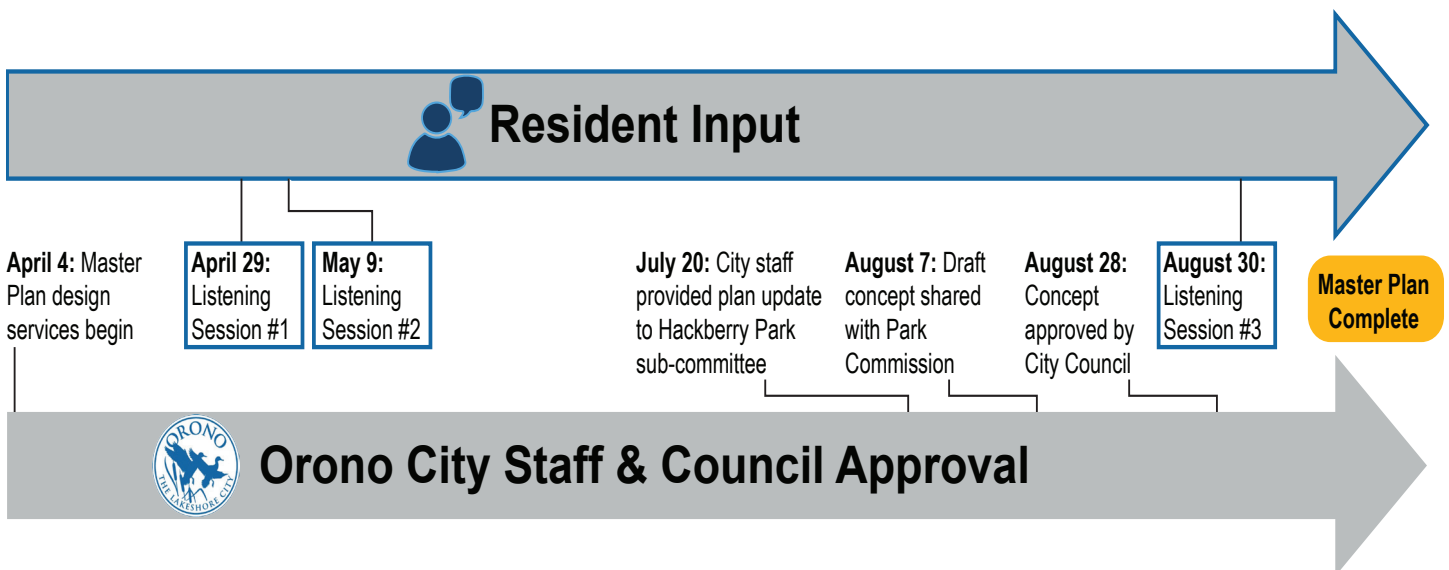 Resident Input
April 4: Master
Plan design
services begin
April 29:
Listening
Session #1
May 9:
Listening
Session #2
July 20: City staff
provided plan update
to Hackberry Park
sub-committee
August 7: Draft
concept shared
with Park
Commission
August 28:
Concept
approved by
City Council
August 30:
Listening
Session #3
Master Plan
Complete
ORONO
THE LAKESHORE CITY
Orono City Staff & Council Approval